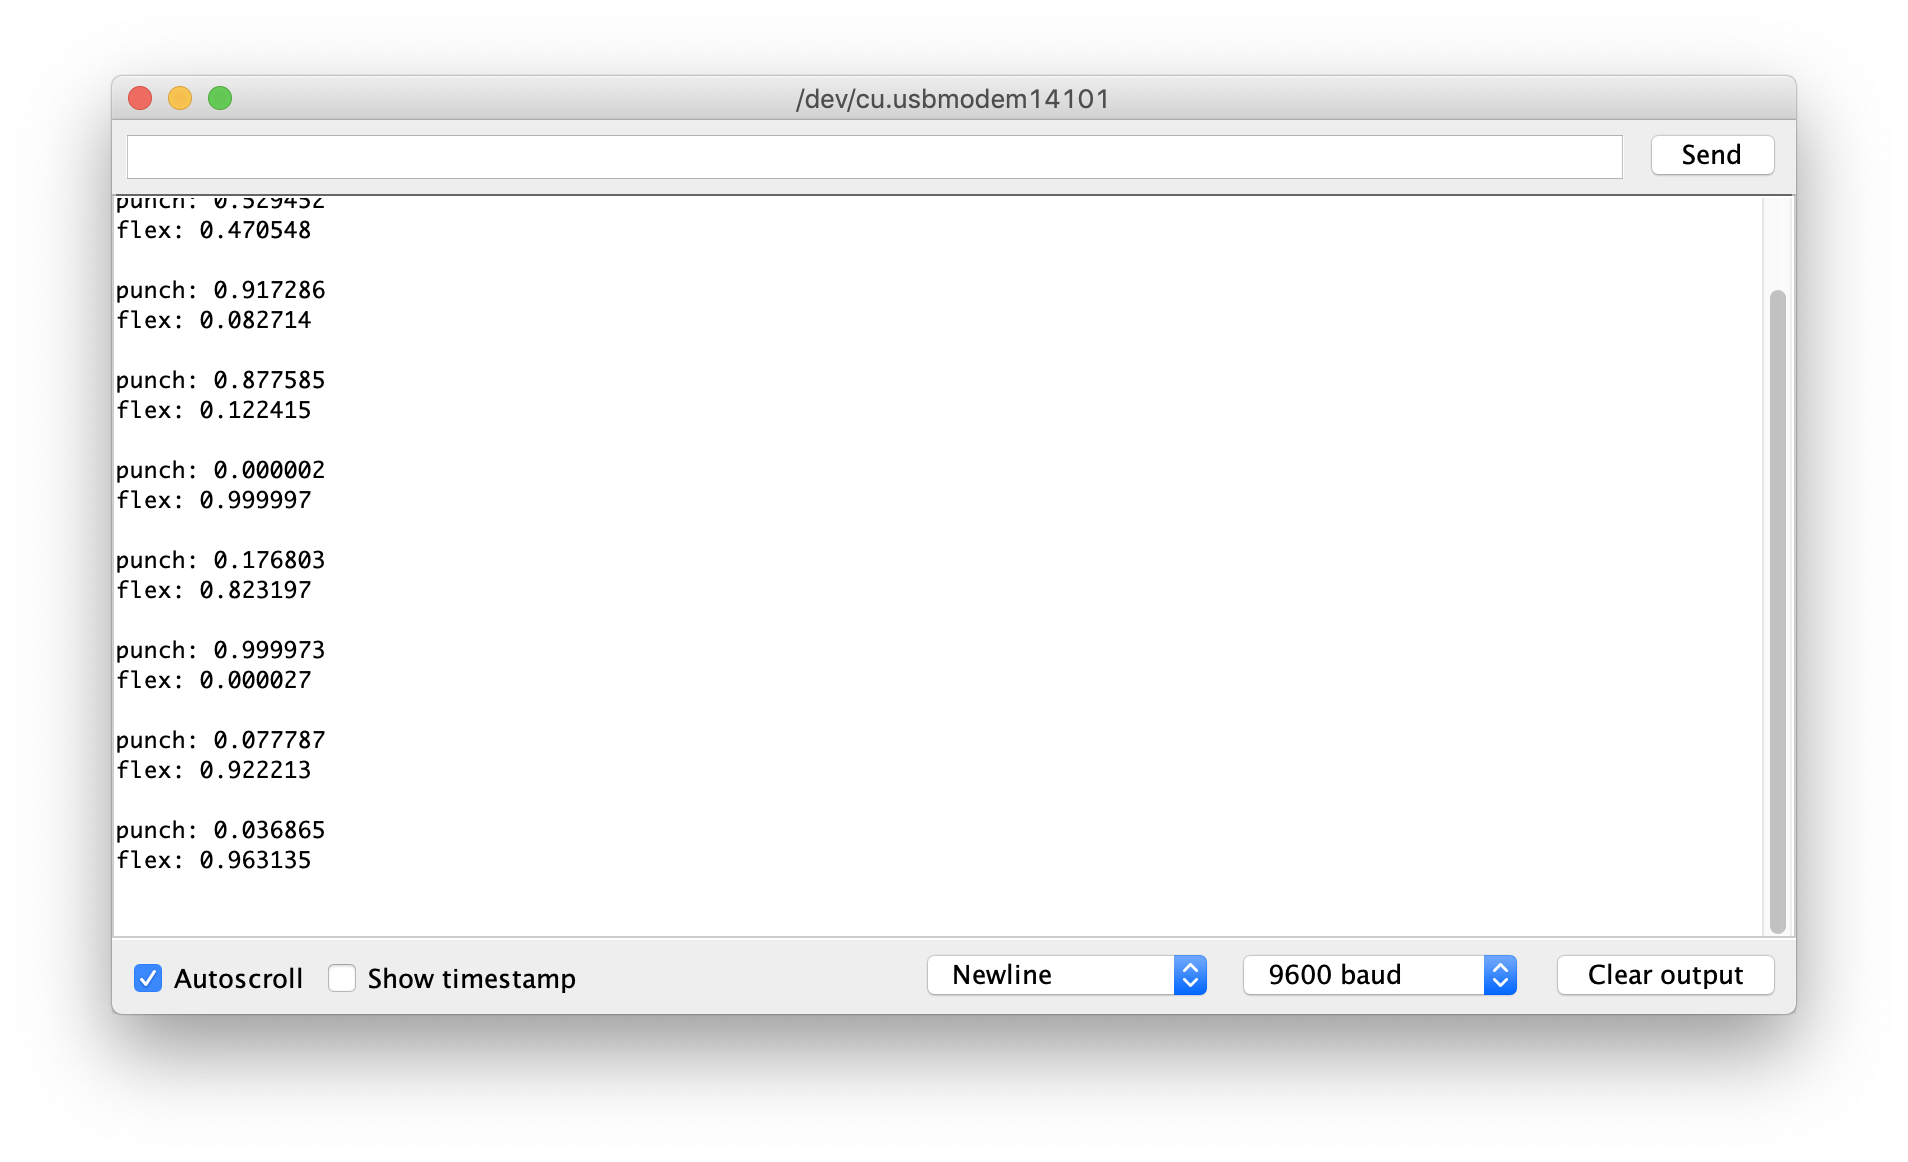 /dev/cu.usbmodem14101
Send
punch: 0.529452
flex: 0.470548
punch: 0.917286
flex: 0.082714
punch: 0.877585
flex: 0.122415
punch: 0.000002
flex: 0.999997
punch: 0.176803
flex: 0.823197
punch: 0.999973
flex: 0.000027
punch: 0.077787
flex: 0.922213
punch: 0.036865
flex: 0.963135
Autoscroll Show timestamp Newline 9600 baud Clear output